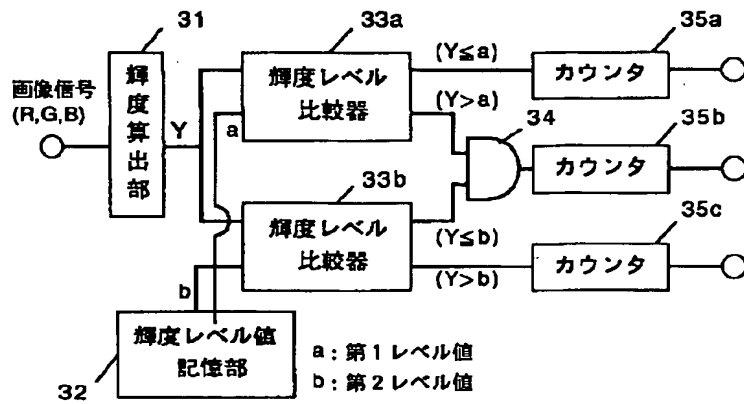 31
33a
35a
画像信号
(R,G,B)
輝度算出部
Y
a
輝度レベル
比較器
(Y≦a)
(Y>a)
カウンタ
34
35b
カウンタ
33b
輝度レベル
比較器
(Y≦b)
(Y>b)
35c
カウンタ
b
輝度レベル値
記憶部
32
a：第1レベル値
b：第2レベル値